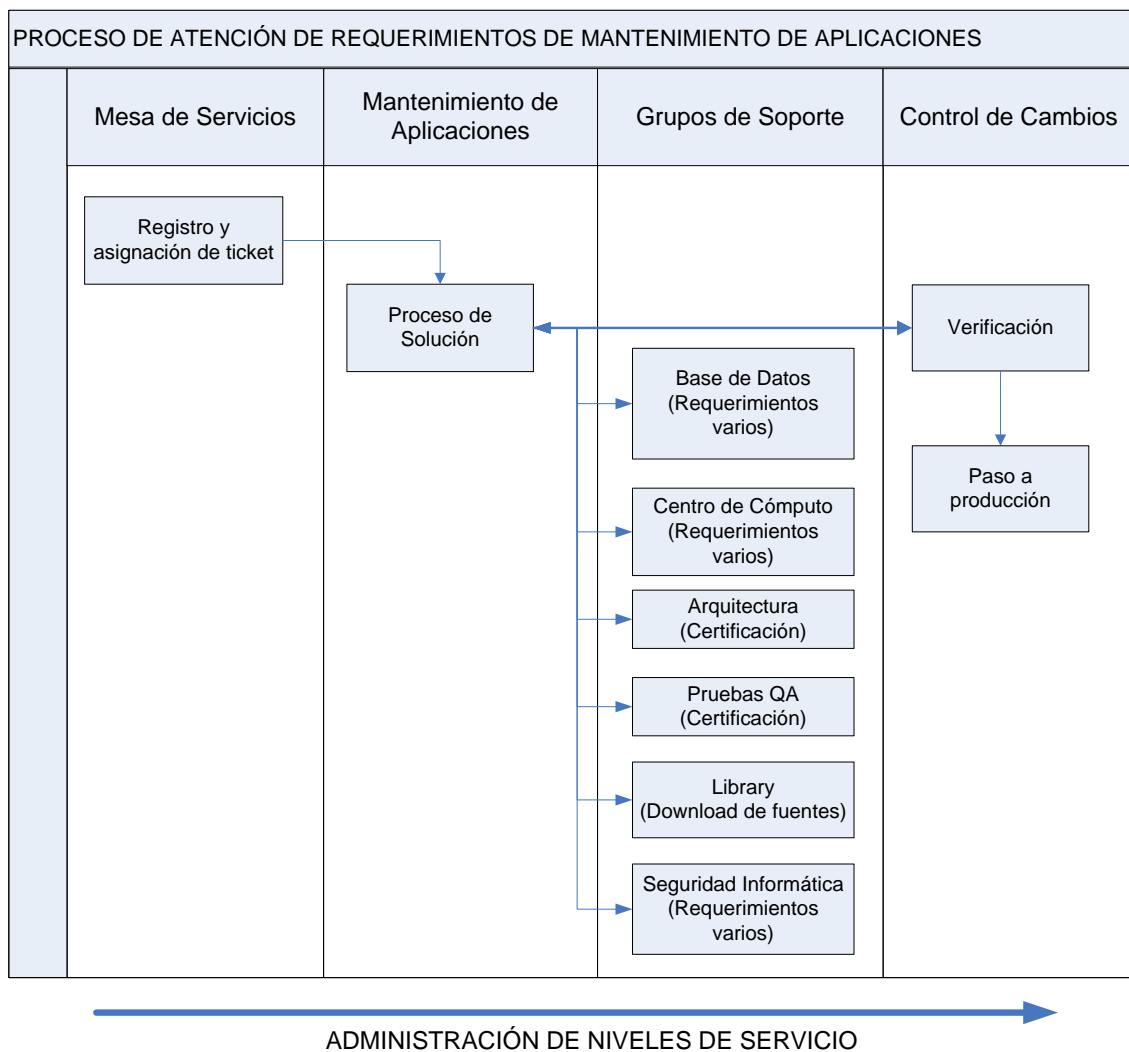 PROCESO DE ATENCIÓN DE REQUERIMIENTOS DE MANTENIMIENTO DE APLICACIONES
Mesa de Servicios
Mantenimiento de
Aplicaciones
Grupos de Soporte
Control de Cambios
Registro y
asignación de ticket
Proceso de
Solución
Verificación
Base de Datos
(Requerimientos
varios)
Paso a
producción
Centro de Cómputo
(Requerimientos
varios)
Arquitectura
(Certificación)
Pruebas QA
(Certificación)
Library
(Download de fuentes)
Seguridad Informática
(Requerimientos
varios)
ADMINISTRACIÓN DE NIVELES DE SERVICIO